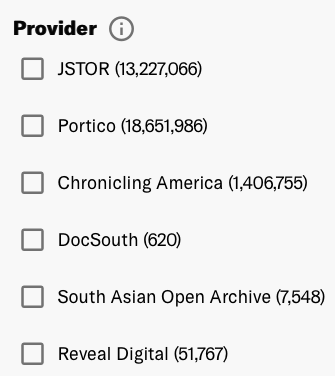 Provider
JSTOR (13,227,066)
Portico (18,651,986)
Chronicling America (1,406,755)
DocSouth (620)
South Asian Open Archive (7,548)
Reveal Digital (51,767)